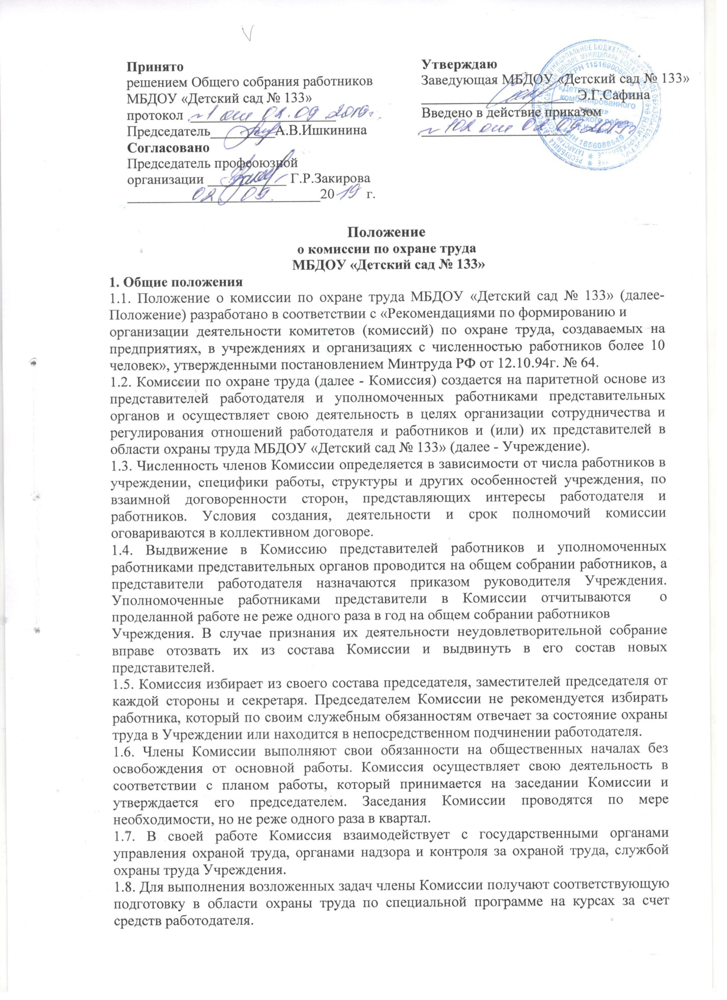 Принято
решением Общего собрания работников
МБДОУ «Детский сад № 133»
протокол №1 от 02.09.2019г.
Председатель А.В.Ишкинина
Согласовано
Председатель профсоюзной
организации Г.Р.Закирова
02.09. 2019 г.
Утверждаю
Заведующая МБДОУ «Детский сад № 133»
Э.Г.Сафина
Введено в действие приказом
№102 от 02.09.2019г
Положение
о комиссии по охране труда
МБДОУ «Детский сад № 133»
1. Общие положения
1.1. Положение о комиссии по охране труда МБДОУ «Детский сад № 133» (далее-
Положение) разработано в соответствии с «Рекомендациями по формированию и
организации деятельности комитетов (комиссий) по охране труда, создаваемых на
предприятиях, в учреждениях и организациях с численностью работников более 10
человек», утвержденными постановлением Минтруда РФ от 12.10.94г. № 64.
1.2. Комиссии по охране труда (далее - Комиссия) создается на паритетной основе из
представителей работодателя и уполномоченных работниками представительных
органов и осуществляет свою деятельность в целях организации сотрудничества и
регулирования отношений работодателя и работников и (или) их представителей в
области охраны труда МБДОУ «Детский сад № 133» (далее - Учреждение).
1.3. Численность членов Комиссии определяется в зависимости от числа работников в
учреждении, специфики работы, структуры и других особенностей учреждения, по
взаимной договоренности сторон, представляющих интересы работодателя и
работников. Условия создания, деятельности и срок полномочий комиссии
оговариваются в коллективном договоре.
1.4. Выдвижение в Комиссию представителей работников и уполномоченных
работниками представительных органов проводится на общем собрании работников, а
представители работодателя назначаются приказом руководителя Учреждения.
Уполномоченные работниками представители в Комиссии отчитываются о
проделанной работе не реже одного раза в год на общем собрании работников
Учреждения. В случае признания их деятельности неудовлетворительной собрание
вправе отозвать их из состава Комиссии и выдвинуть в его состав новых
представителей.
1.5. Комиссия избирает из своего состава председателя, заместителей председателя от
каждой стороны и секретаря. Председателем Комиссии не рекомендуется избирать
работника, который по своим служебным обязанностям отвечает за состояние охраны
труда в Учреждении или находится в непосредственном подчинении работодателя.
1.6. Члены Комиссии выполняют свои обязанности на общественных началах без
освобождения от основной работы. Комиссия осуществляет свою деятельность в
соответствии с планом работы, который принимается на заседании Комиссии и
утверждается его председателем. Заседания Комиссии проводятся по мере
необходимости, но не реже одного раза в квартал.
1.7. В своей работе Комиссия взаимодействует с государственными органами
управления охраной труда, органами надзора и контроля за охраной труда, службой
охраны труда Учреждения.
1.8. Для выполнения возложенных задач члены Комиссии получают соответствующую
подготовку в области охраны труда по специальной программе на курсах за счет
средств работодателя.